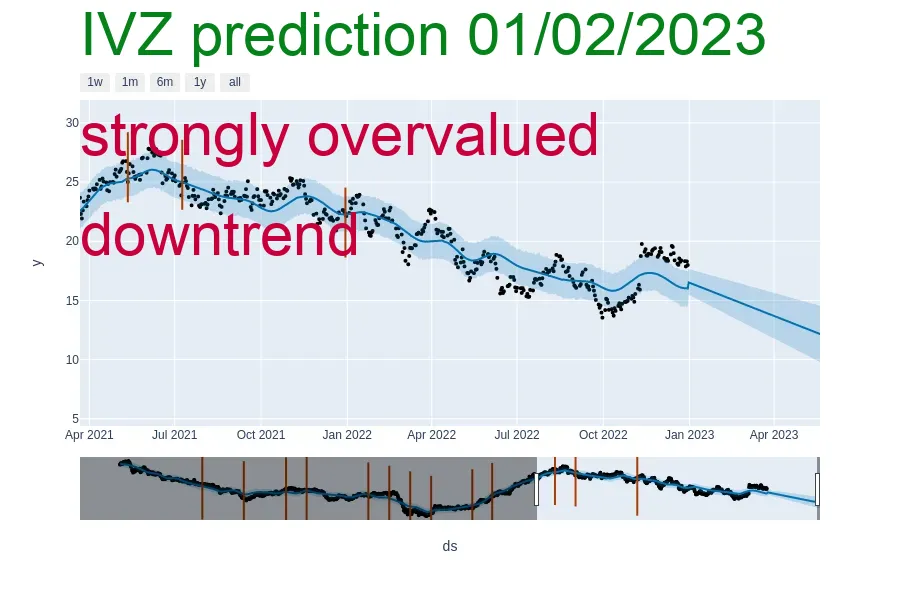 IVZ prediction 01/02/2023
1w 1m 6m 1y all
strongly overvalued
downtrend
30
25
20
15
10
5
y
Apr 2021 Jul 2021 Oct 2021 Jan 2022 Apr 2022 Jul 2022 Oct 2022 Jan 2023 Apr 2023
ds